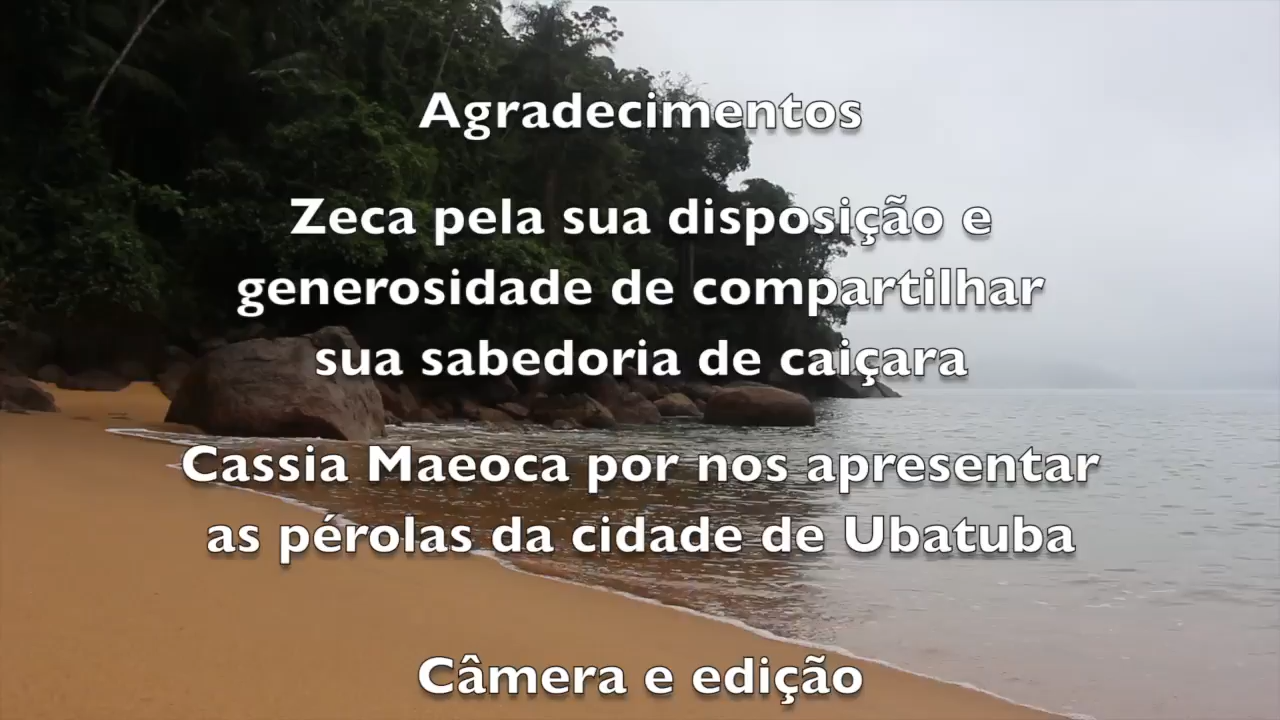 Agradecimentos
Zeca pela sua disposição e
generosidade de compartilhar
sua sabedoria de caiçara
Cassia Maeoca por nos apresentar
as pérolas da cidade de Ubatuba
Câmera e edição